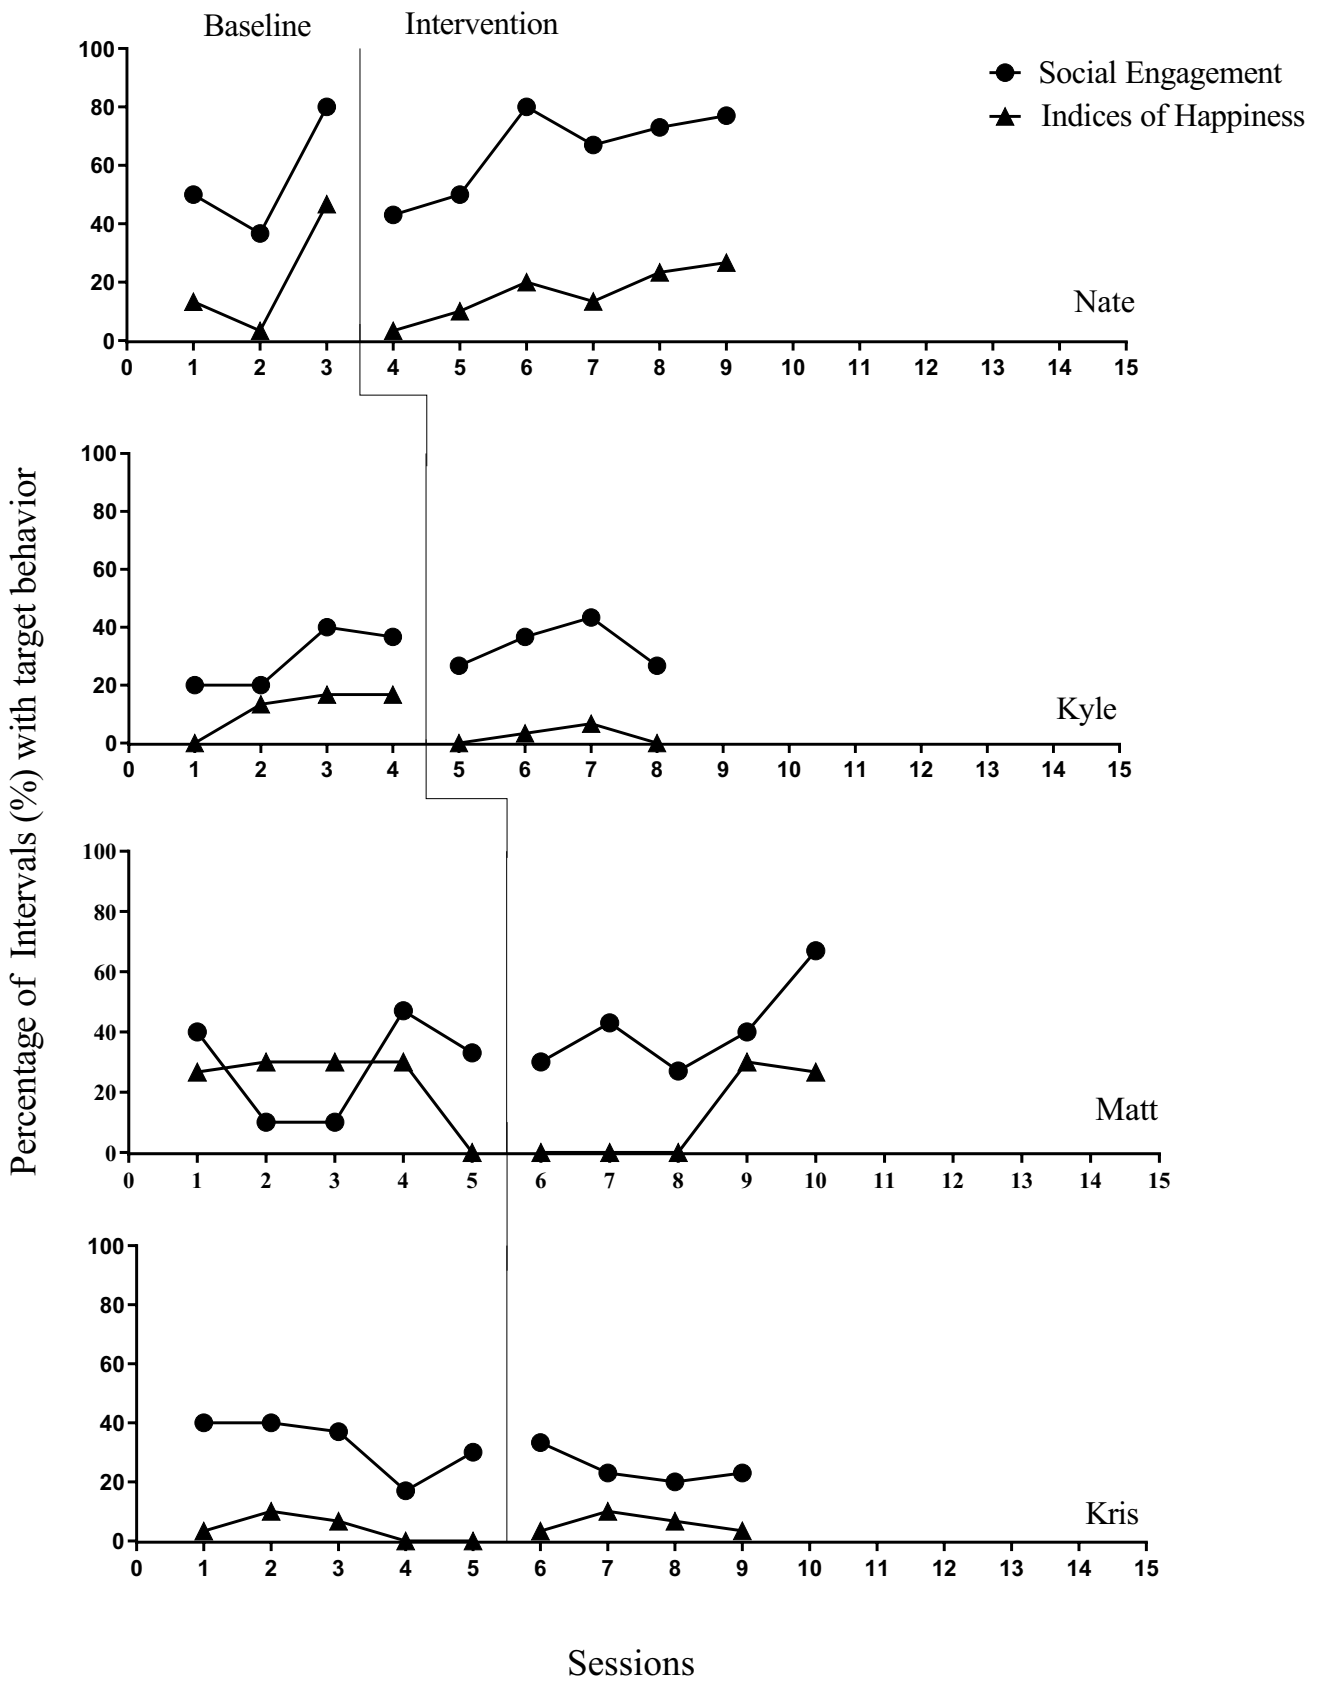 Baseline Intervention
Social Engagement
Indices of Happiness
100
80
60
40
20
0
0 1 2 3 4 5 6 7 8 9 10 11 12 13 14 15
Nate
Percentage of Intervals (%) with target behavior
100
80
60
40
20
0
0 1 2 3 4 5 6 7 8 9 10 11 12 13 14 15
Kyle
100
80
60
40
20
0
0 1 2 3 4 5 6 7 8 9 10 11 12 13 14 15
Matt
100
80
60
40
20
0
0 1 2 3 4 5 6 7 8 9 10 11 12 13 14 15
Kris
Sessions